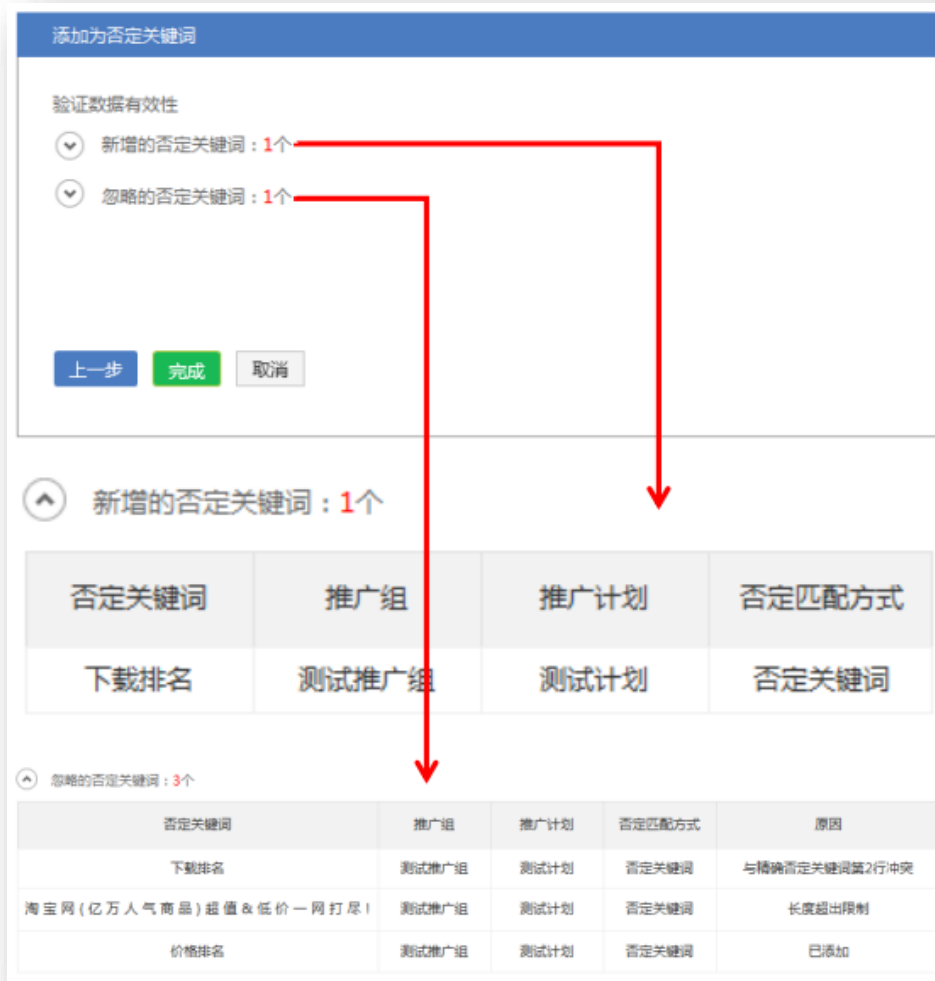 添加为否定关键词
验证数据有效性
新增的否定关键词：1个
忽略的否定关键词：1个
上一步 完成 取消
新增的否定关键词：1个
否定关键词 推广组 推广计划 否定匹配方式
下载排名 测试推广组 测试计划 否定关键词
忽略的否定关键词：3个
否定关键词 推广组 推广计划 否定匹配方式 原因
下载排名 测试推广组 测试计划 否定关键词 与精确否定关键词第2行冲突
淘宝网(亿万人气商品)超值&低价一网打尽! 测试推广组 测试计划 否定关键词 长度超出限制
价格排名 测试推广组 测试计划 否定关键词 已添加